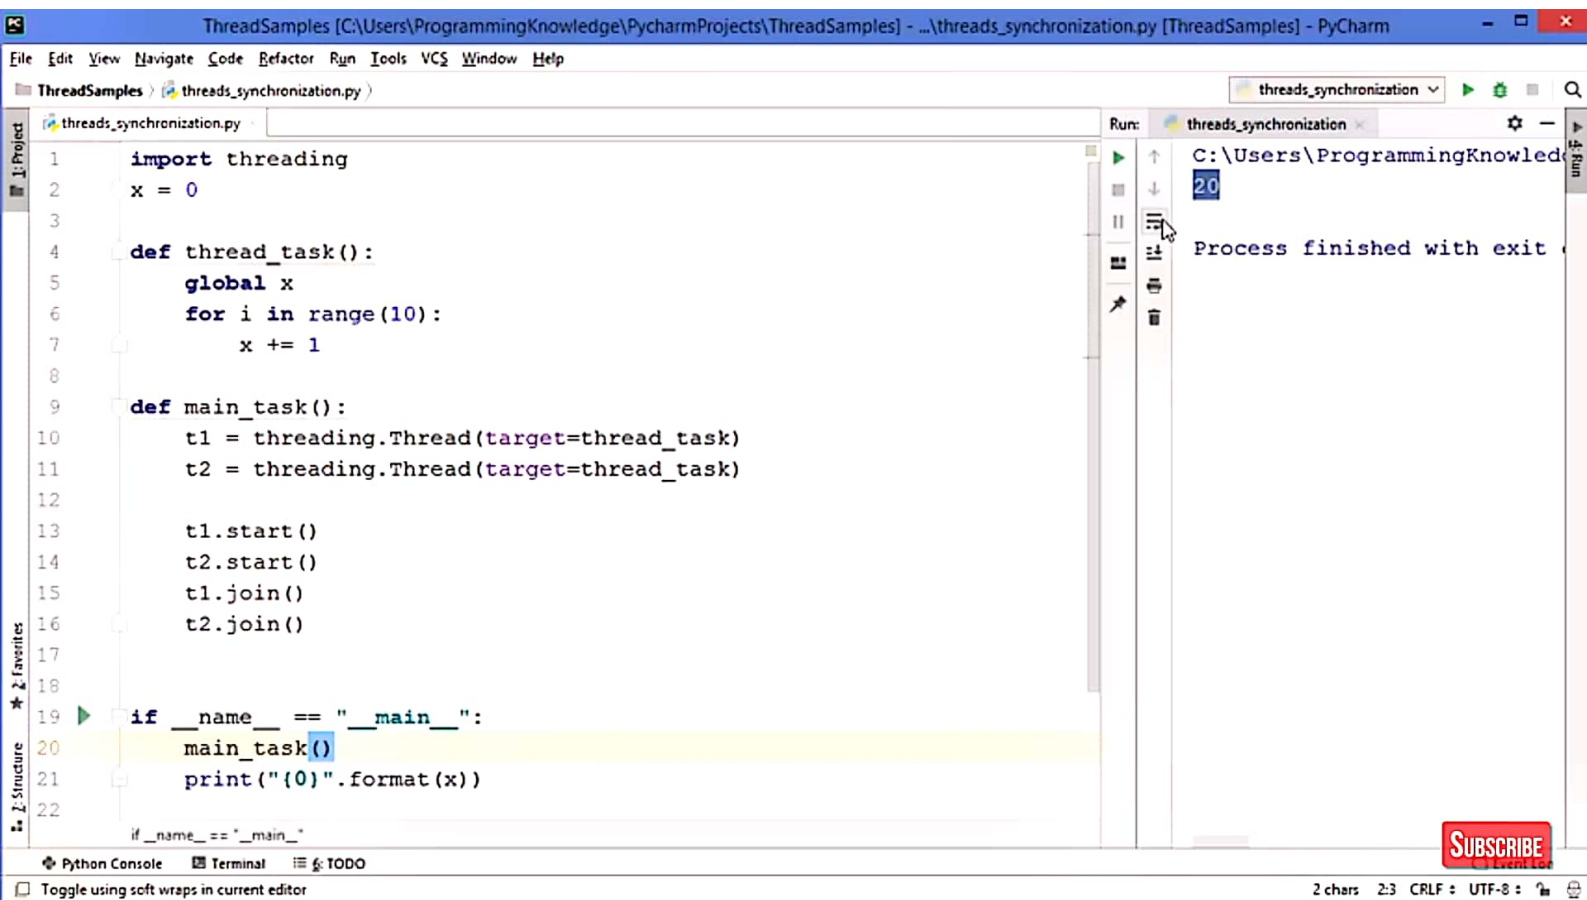 ThreadSamples [C:\Users\ProgrammingKnowledge\PycharmProjects\ThreadSamples] - ...\threads_synchronization.py [ThreadSamples] - PyCharm
File Edit View Navigate Code Refactor Run Tools VCS Window Help
ThreadSamples threads_synchronization.py
threads_synchronization
threads_synchronization.py
Run: threads_synchronization
1: Project
4: Run
1 import threading
2 x = 0
3
4 def thread_task():
5 global x
6 for i in range(10):
7 x += 1
8
9 def main_task():
10 t1 = threading.Thread(target=thread_task)
11 t2 = threading.Thread(target=thread_task)
12
13 t1.start()
14 t2.start()
15 t1.join()
16 t2.join()
17
18
19 if __name__ == "__main__":
20 main_task()
21 print("{0}".format(x))
22
if __name__ == "__main__"
C:\Users\ProgrammingKnowled
20
Process finished with exit
2: Favorites
7: Structure
SUBSCRIBE
Python Console Terminal 6: TODO
Event Log
Toggle using soft wraps in current editor
2 chars 2:3 CRLF UTF-8